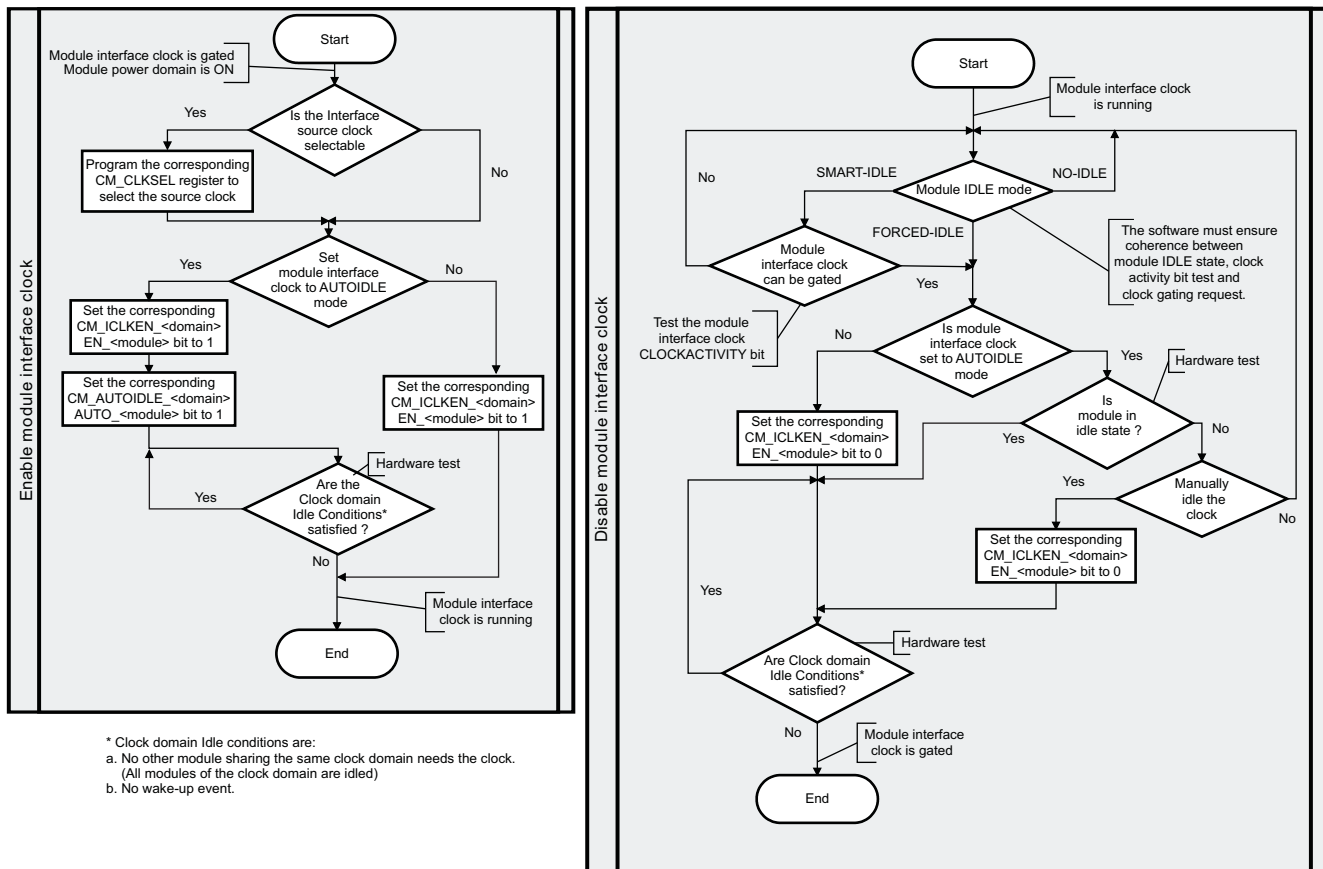 Enable module interface clock
Start
Module interface clock is gated
Module power domain is ON
Is the Interface
source clock
selectable
Yes
No
Program the corresponding
CM_CLKSEL register to
select the source clock
Set
module interface
clock to AUTOIDLE
mode
Yes
No
Set the corresponding
CM_ICLKEN_<domain>
EN_<module> bit to 1
Set the corresponding
CM_AUTOIDLE_<domain>
AUTO_<module> bit to 1
Set the corresponding
CM_ICLKEN_<domain>
EN_<module> bit to 1
Hardware test
Are the
Clock domain
Idle Conditions*
satisfied ?
Yes
No
Module interface
clock is running
End
* Clock domain Idle conditions are:
a. No other module sharing the same clock domain needs the clock.
(All modules of the clock domain are idled)
b. No wake-up event.
Disable module interface clock
Start
Module interface clock
is running
Module IDLE mode
SMART-IDLE
NO-IDLE
FORCED-IDLE
No
Module
interface clock
can be gated
Yes
The software must ensure
coherence between
module IDLE state, clock
activity bit test and
clock gating request.
Test the module
interface clock
CLOCKACTIVITY bit
Is module
interface clock
set to AUTOIDLE
mode
No
Yes
Hardware test
Is
module in
idle state ?
Yes
No
Set the corresponding
CM_ICLKEN_<domain>
EN_<module> bit to 0
Manually
idle the
clock
Yes
No
Set the corresponding
CM_ICLKEN_<domain>
EN_<module> bit to 0
Yes
Hardware test
Are Clock domain
Idle Conditions*
satisfied?
No
Module interface
clock is gated
End